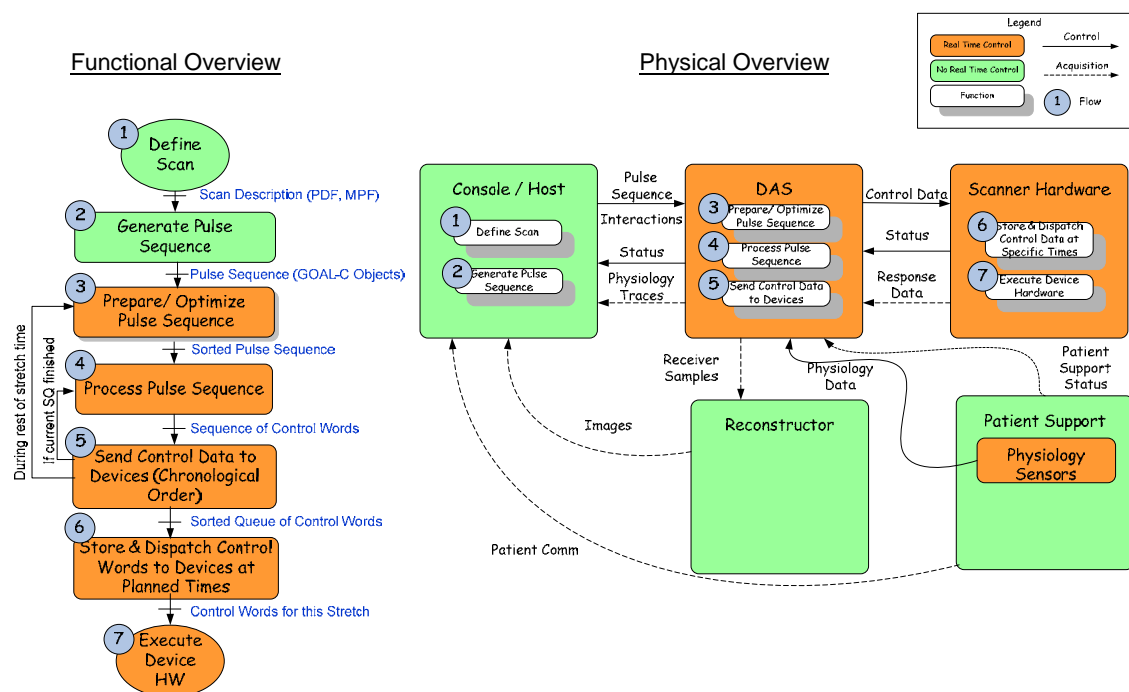 Functional Overview
Physical Overview
Legend
Real Time Control
Control
No Real Time Control
Acquisition
Function
1
Flow
1
Define
Scan
Scan Description (PDF, MPF)
2
Generate Pulse
Sequence
Pulse Sequence (GOAL-C Objects)
3
Prepare/ Optimize
Pulse Sequence
Sorted Pulse Sequence
4
Process Pulse Sequence
Sequence of Control Words
5
Send Control Data to
Devices (Chronological
Order)
Sorted Queue of Control Words
6
Store & Dispatch Control
Words to Devices at
Planned Times
Control Words for this Stretch
7
Execute
Device
HW
During rest of stretch time
If current SQ finished
Console / Host
1
Define Scan
2
Generate Pulse
Sequence
Pulse
Sequence
Interactions
Status
Physiology
Traces
DAS
3
Prepare/ Optimize
Pulse Sequence
4
Process Pulse
Sequence
5
Send Control Data
to Devices
Control Data
Status
Response
Data
Scanner Hardware
6
Store & Dispatch
Control Data at
Specific Times
7
Execute Device
Hardware
Receiver
Samples
Physiology
Data
Patient
Support
Status
Images
Reconstructor
Patient Support
Physiology
Sensors
Patient Comm